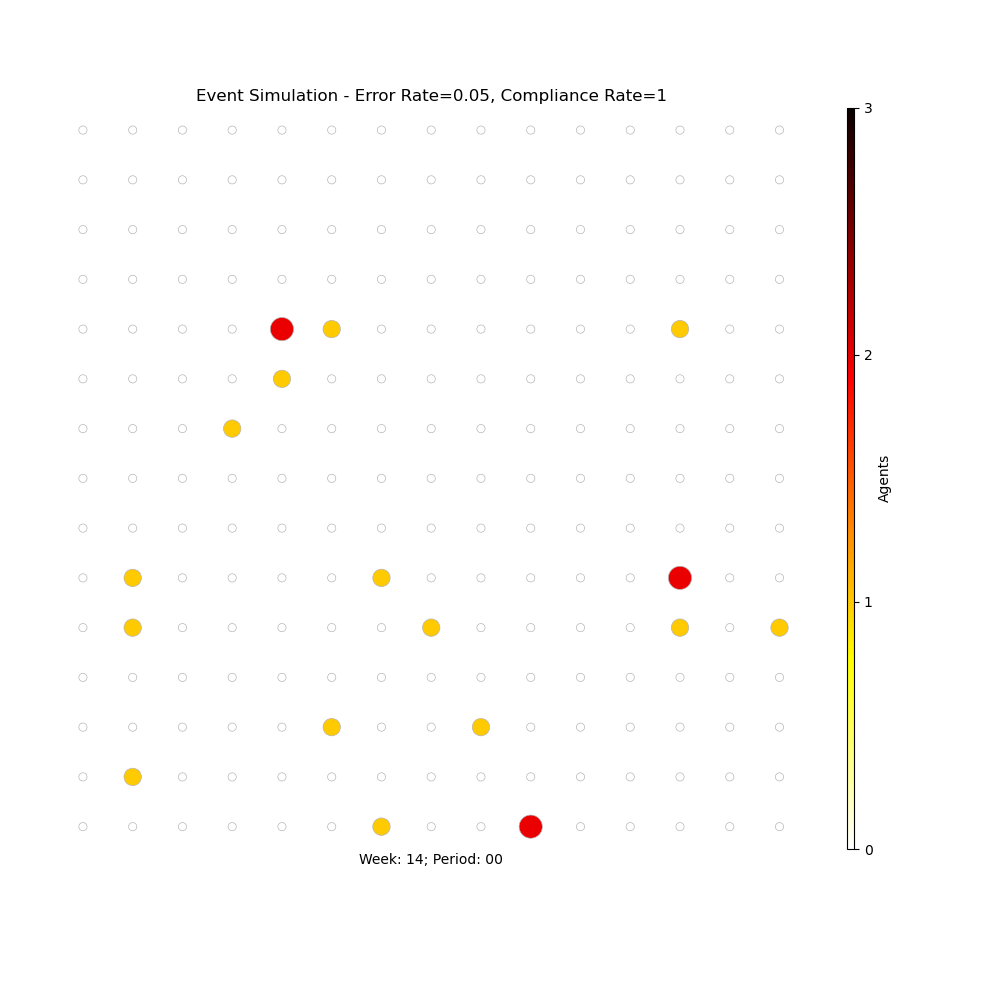 Event Simulation - Error Rate=0.05, Compliance Rate=1
3
2
Agents
1
0
Week: 14; Period: 00